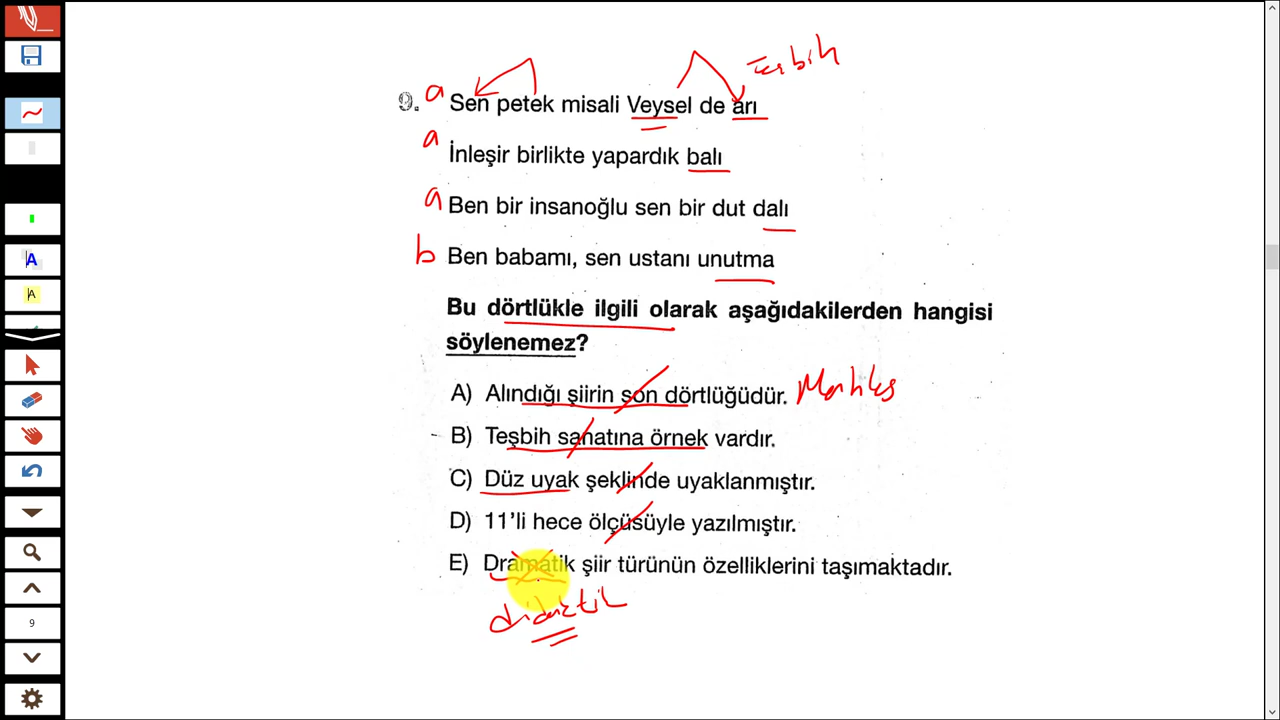 Teşbih
9. a Sen petek misali Veysel de arı
a İnleşir birlikte yapardık balı
a Ben bir insanoğlu sen bir dut dalı
b Ben babamı, sen ustanı unutma
Bu dörtlükle ilgili olarak aşağıdakilerden hangisi
söylenemez?
A) Alındığı şiirin son dörtlüğüdür. Mahlas
B) Teşbih sanatına örnek vardır.
C) Düz uyak şeklinde uyaklanmıştır.
D) 11'li hece ölçüsüyle yazılmıştır.
E) Dramatik şiir türünün özelliklerini taşımaktadır.
didaktik
A
A
9